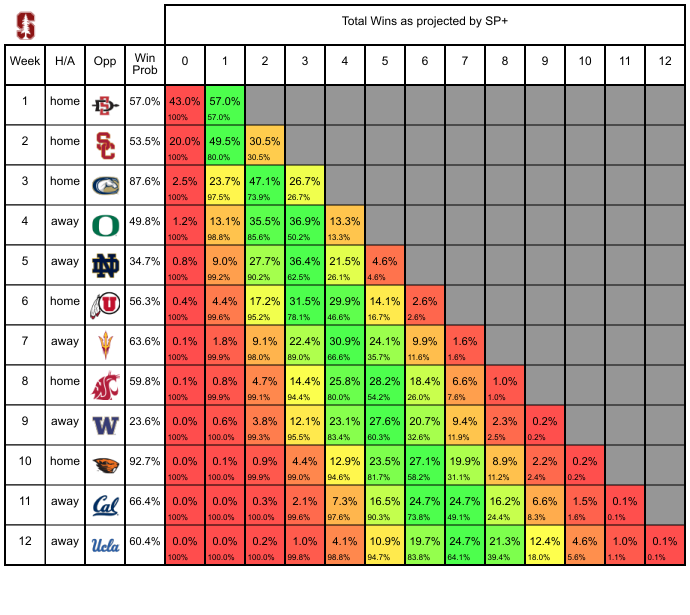 S
Total Wins as projected by SP+
Week H/A Opp Win Prob 0 1 2 3 4 5 6 7 8 9 10 11 12
1 home SD 57.0% 43.0% 57.0%
100% 57.0%
2 home SC 53.5% 20.0% 49.5% 30.5%
100% 80.0% 30.5%
3 home 87.6% 2.5% 23.7% 47.1% 26.7%
100% 97.5% 73.9% 26.7%
4 away O 49.8% 1.2% 13.1% 35.5% 36.9% 13.3%
100% 98.8% 85.6% 50.2% 13.3%
5 away ND 34.7% 0.8% 9.0% 27.7% 36.4% 21.5% 4.6%
100% 99.2% 90.2% 62.5% 26.1% 4.6%
6 home U 56.3% 0.4% 4.4% 17.2% 31.5% 29.9% 14.1% 2.6%
100% 99.6% 95.2% 78.1% 46.6% 16.7% 2.6%
7 away 63.6% 0.1% 1.8% 9.1% 22.4% 30.9% 24.1% 9.9% 1.6%
100% 99.9% 98.0% 89.0% 66.6% 35.7% 11.6% 1.6%
8 home 59.8% 0.1% 0.8% 4.7% 14.4% 25.8% 28.2% 18.4% 6.6% 1.0%
100% 99.9% 99.1% 94.4% 80.0% 54.2% 26.0% 7.6% 1.0%
9 away W 23.6% 0.0% 0.6% 3.8% 12.1% 23.1% 27.6% 20.7% 9.4% 2.3% 0.2%
100% 100.0% 99.3% 95.5% 83.4% 60.3% 32.6% 11.9% 2.5% 0.2%
10 home 92.7% 0.0% 0.1% 0.9% 4.4% 12.9% 23.5% 27.1% 19.9% 8.9% 2.2% 0.2%
100% 100.0% 99.9% 99.0% 94.6% 81.7% 58.2% 31.1% 11.2% 2.4% 0.2%
11 away Cal 66.4% 0.0% 0.0% 0.3% 2.1% 7.3% 16.5% 24.7% 24.7% 16.2% 6.6% 1.5% 0.1%
100% 100.0% 100.0% 99.6% 97.6% 90.3% 73.8% 49.1% 24.4% 8.3% 1.6% 0.1%
12 away Ucla 60.4% 0.0% 0.0% 0.2% 1.0% 4.1% 10.9% 19.7% 24.7% 21.3% 12.4% 4.6% 1.0% 0.1%
100% 100.0% 100.0% 99.8% 98.8% 94.7% 83.8% 64.1% 39.4% 18.0% 5.6% 1.1% 0.1%